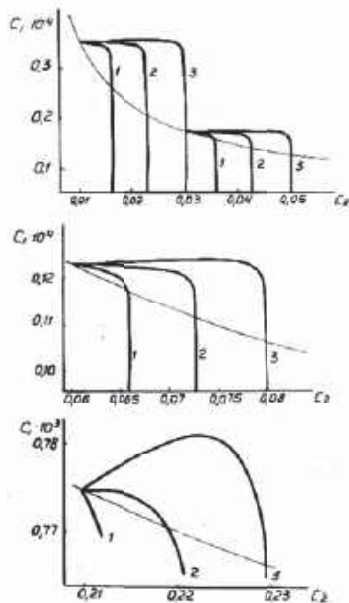 C₁ 10⁴
0,3
1 2 3
0,2
1 2 3
0,1
0,01 0,02 0,03 0,04 0,05 C₂
C₁ 10⁴
0,12
0,11
1 2 3
0,10
0,06 0,065 0,07 0,075 0,08 C₂
C₁·10³
0,78
0,77
1 2 3
0,21 0,22 0,23 C₂